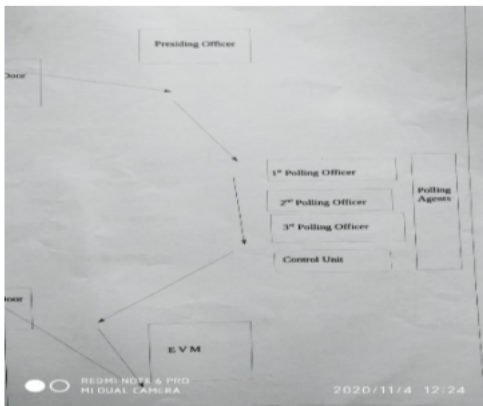 Presiding Officer
Door
1st Polling Officer
2nd Polling Officer
3rd Polling Officer
Control Unit
Polling
Agents
Door
E V M
REDMI NOTE 6 PRO
MI DUAL CAMERA
2020/11/4 12:24